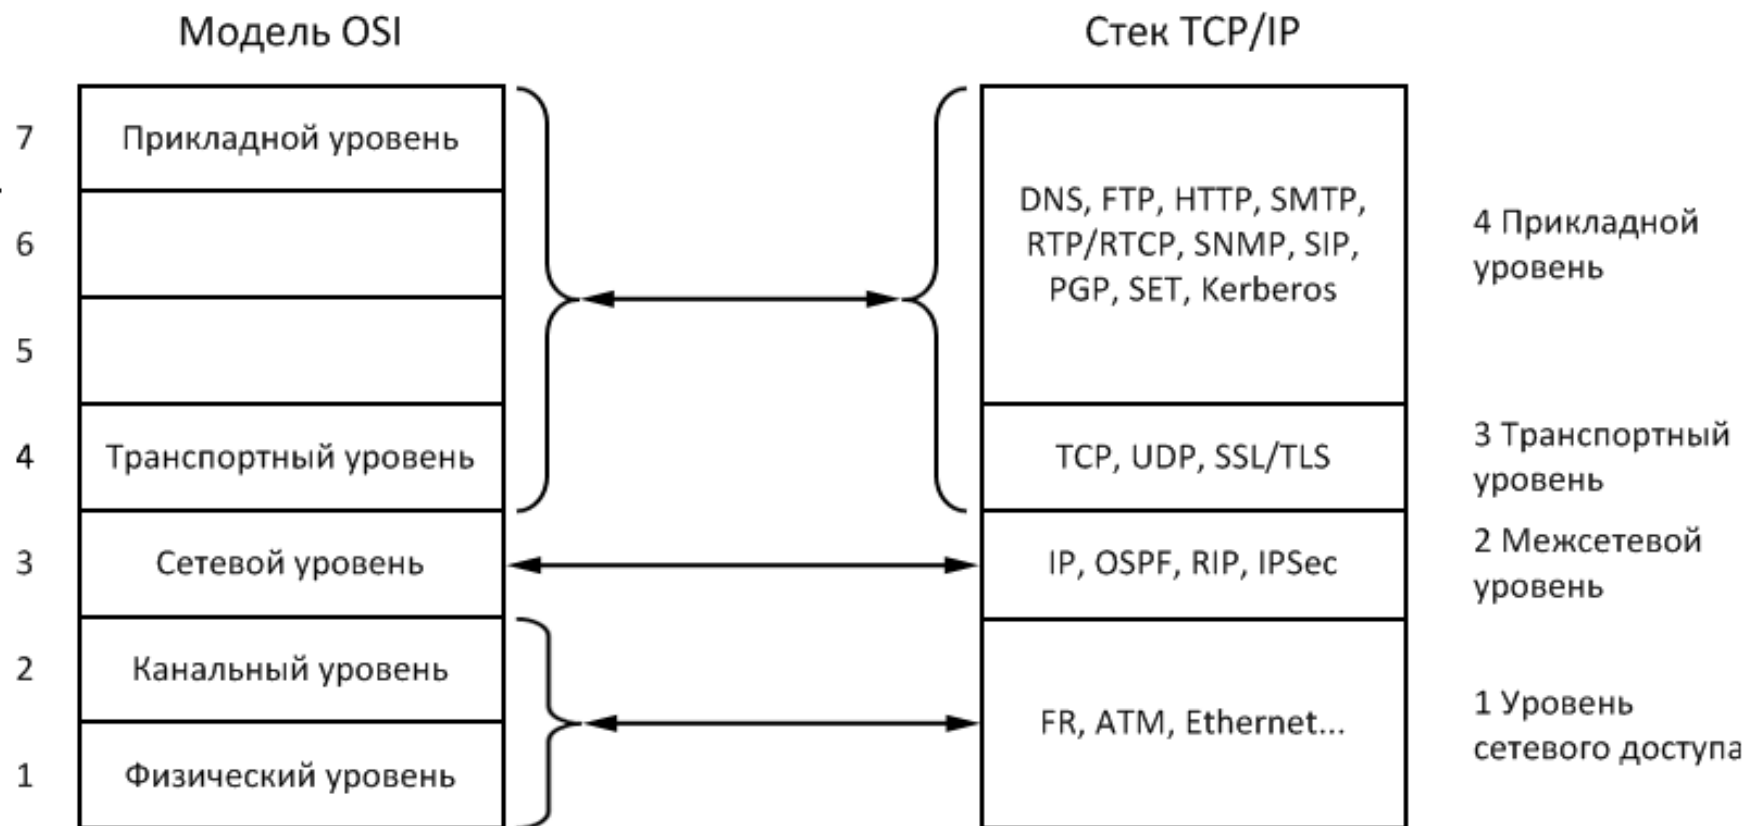 Модель OSI
Стек TCP/IP
7
Прикладной уровень
6
5
4
Транспортный уровень
3
Сетевой уровень
2
Канальный уровень
1
Физический уровень
DNS, FTP, HTTP, SMTP,
RTP/RTCP, SNMP, SIP,
PGP, SET, Kerberos
4 Прикладной
уровень
TCP, UDP, SSL/TLS
3 Транспортный
уровень
IP, OSPF, RIP, IPSec
2 Межсетевой
уровень
FR, ATM, Ethernet...
1 Уровень
сетевого доступа